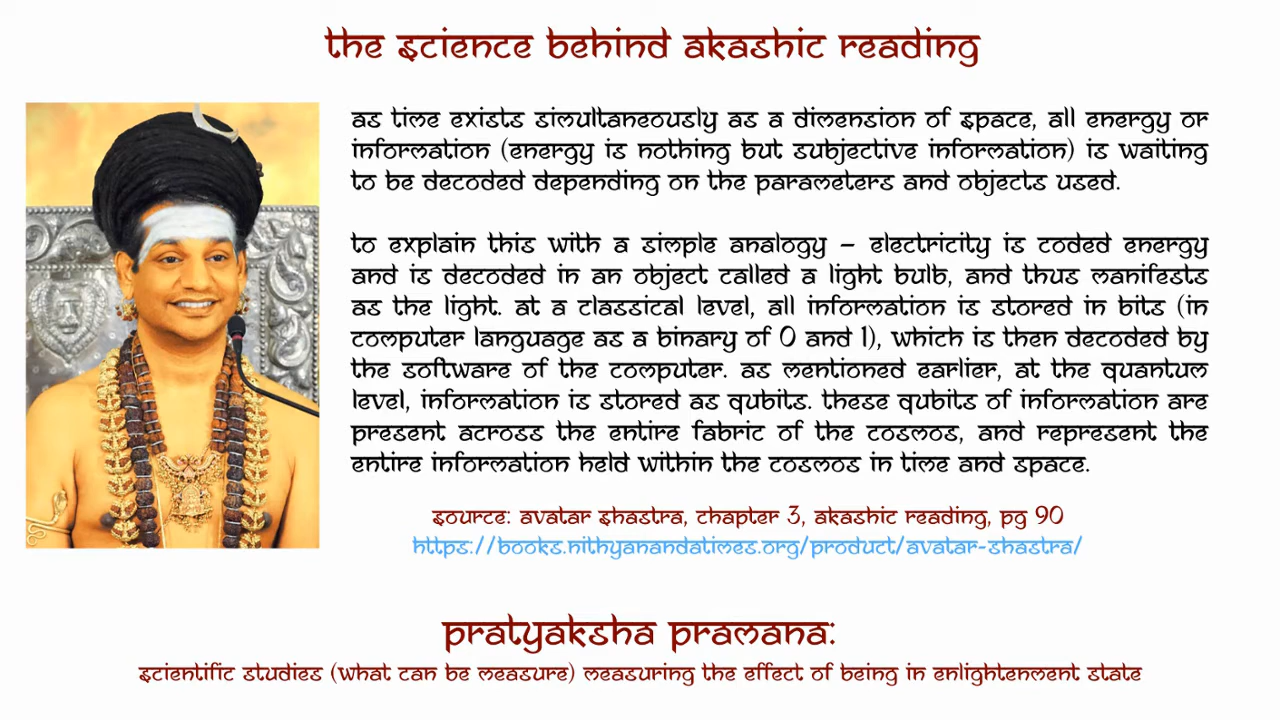 the science behind akashic reading
as time exists simultaneously as a dimension of space, all energy or
information (energy is nothing but subjective information) is waiting
to be decoded depending on the parameters and objects used.
to explain this with a simple analogy – electricity is coded energy
and is decoded in an object called a light bulb, and thus manifests
as the light. at a classical level, all information is stored in bits (in
computer language as a binary of 0 and 1), which is then decoded by
the software of the computer. as mentioned earlier, at the quantum
level, information is stored as qubits. these qubits of information are
present across the entire fabric of the cosmos, and represent the
entire information held within the cosmos in time and space.
source: avatar shastra, chapter 3, akashic reading, pg 90
https://books.nithyanandatimes.org/product/avatar-shastra/
pratyaksha pramana:
scientific studies (what can be measure) measuring the effect of being in enlightenment state